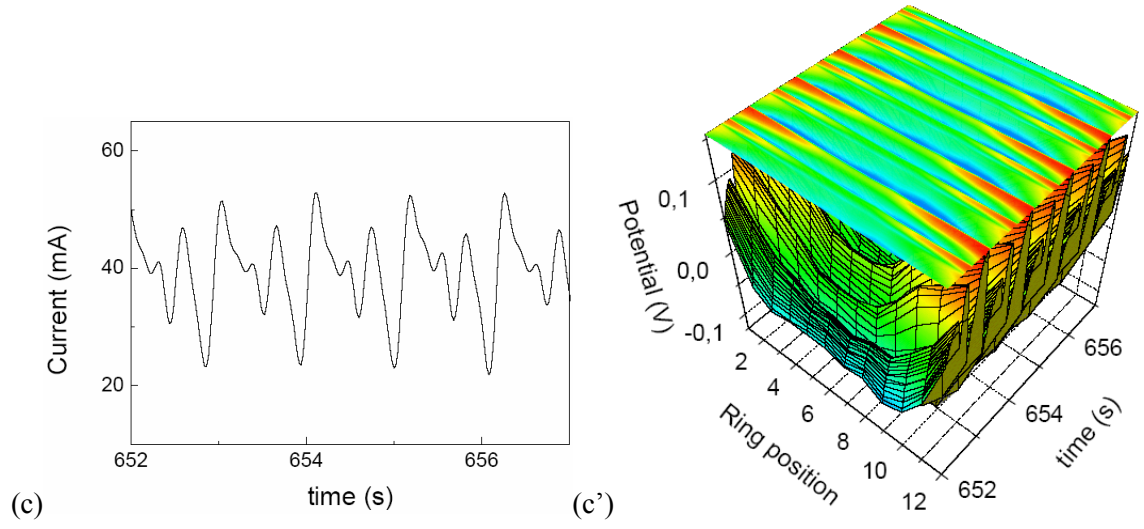 60
40
20
Current (mA)
652
654
656
time (s)
(c)
0,1
0,0
-0,1
Potential (V)
2
4
6
8
10
12
Ring position
652
654
656
time (s)
(c’)